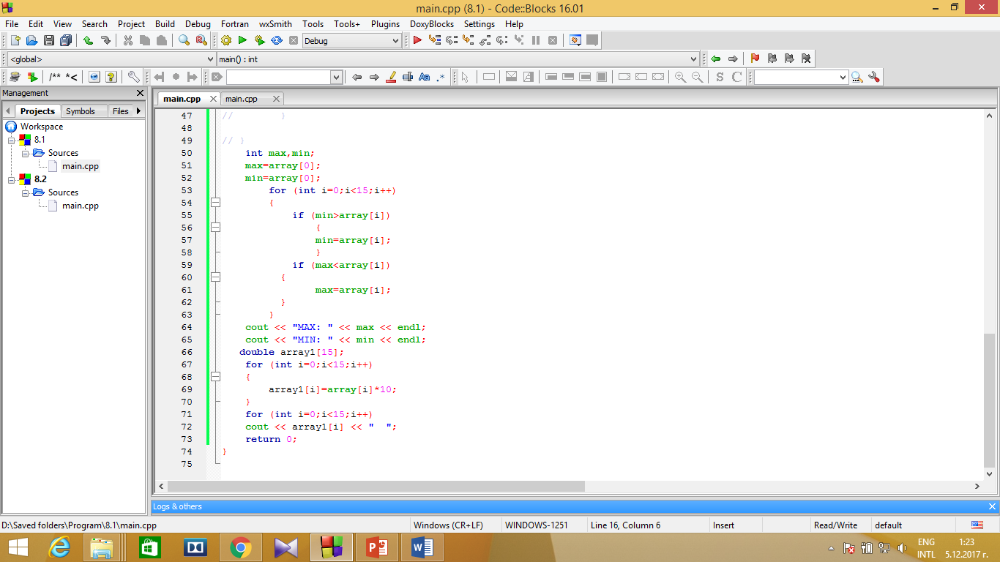 main.cpp (8.1) - Code::Blocks 16.01
File Edit View Search Project Build Debug Fortran wxSmith Tools Tools+ Plugins DoxyBlocks Settings Help
Debug
<global> main() : int
/** *< Aa .* S C
Management
Projects Symbols Files
Workspace
8.1
Sources
main.cpp
8.2
Sources
main.cpp
main.cpp main.cpp
47 // }
48
49 // }
50 int max,min;
51 max=array[0];
52 min=array[0];
53 for (int i=0;i<15;i++)
54 {
55 if (min>array[i])
56 {
57 min=array[i];
58 }
59 if (max<array[i])
60 {
61 max=array[i];
62 }
63 }
64 cout << "MAX: " << max << endl;
65 cout << "MIN: " << min << endl;
66 double array1[15];
67 for (int i=0;i<15;i++)
68 {
69 array1[i]=array[i]*10;
70 }
71 for (int i=0;i<15;i++)
72 cout << array1[i] << "  ";
73 return 0;
74 }
75
Logs & others
D:\Saved folders\Program\8.1\main.cpp Windows (CR+LF) WINDOWS-1251 Line 16, Column 6 Insert Read/Write default
ENG 1:23
INTL 5.12.2017 г.